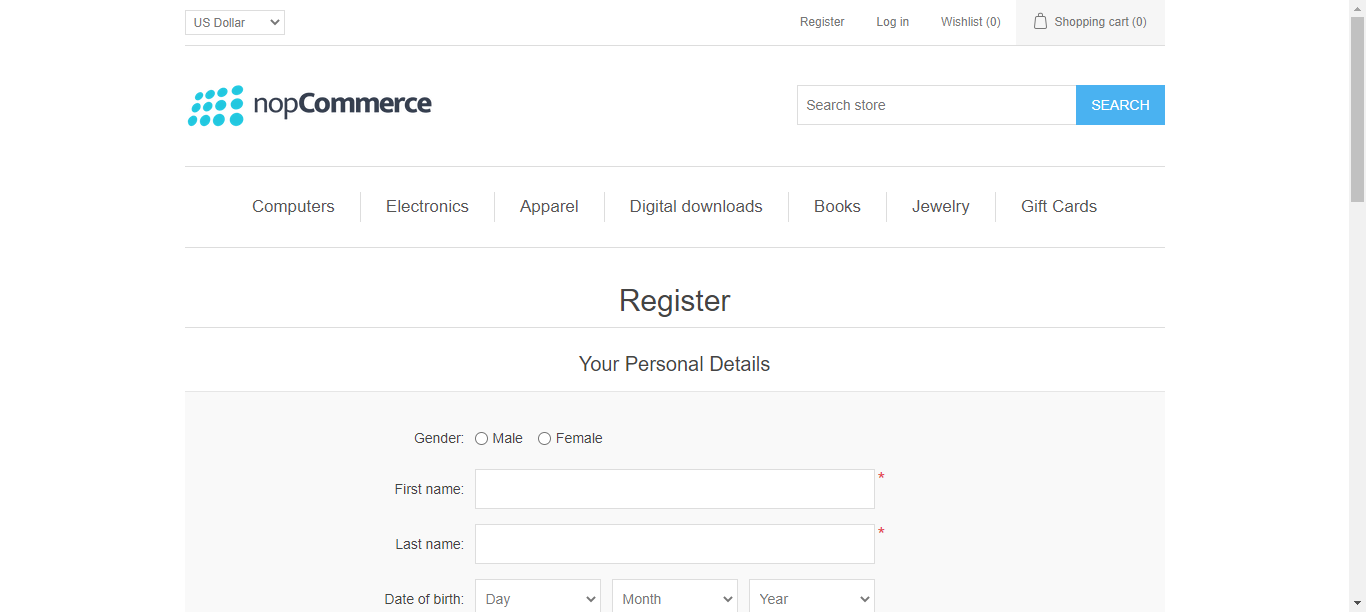 US Dollar Register Log in Wishlist (0) Shopping cart (0)
nopCommerce Search store SEARCH
Computers Electronics Apparel Digital downloads Books Jewelry Gift Cards
Register
Your Personal Details
Gender: Male Female
First name: *
Last name: *
Date of birth: Day Month Year